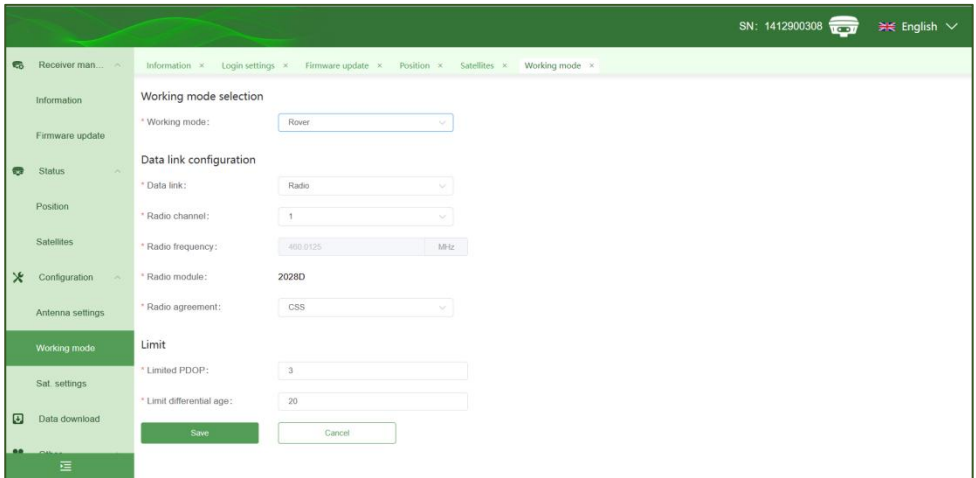 SN: 1412900308 English
Receiver man...
Information
Firmware update
Status
Position
Satellites
Configuration
Antenna settings
Working mode
Sat. settings
Data download
Information × Login settings × Firmware update × Position × Satellites × Working mode ×
Working mode selection
* Working mode: Rover
Data link configuration
* Data link: Radio
* Radio channel: 1
* Radio frequency: 460.0125 MHz
* Radio module: 2028D
* Radio agreement: CSS
Limit
* Limited PDOP: 3
* Limit differential age: 20
Save Cancel